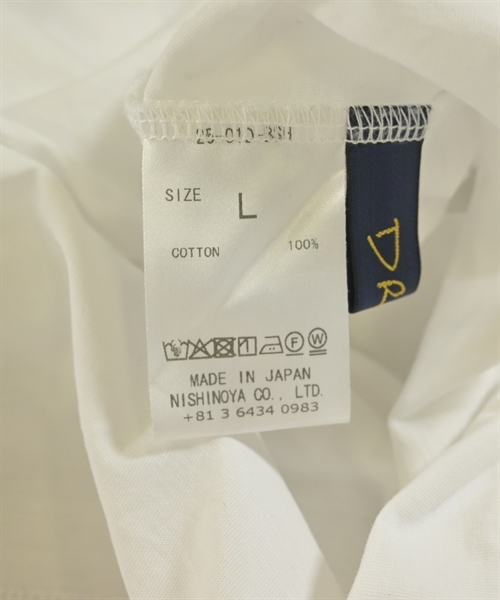 SIZE L
COTTON 100%
MADE IN JAPAN
NISHINOYA CO., LTD.
+81 3 6434 0983